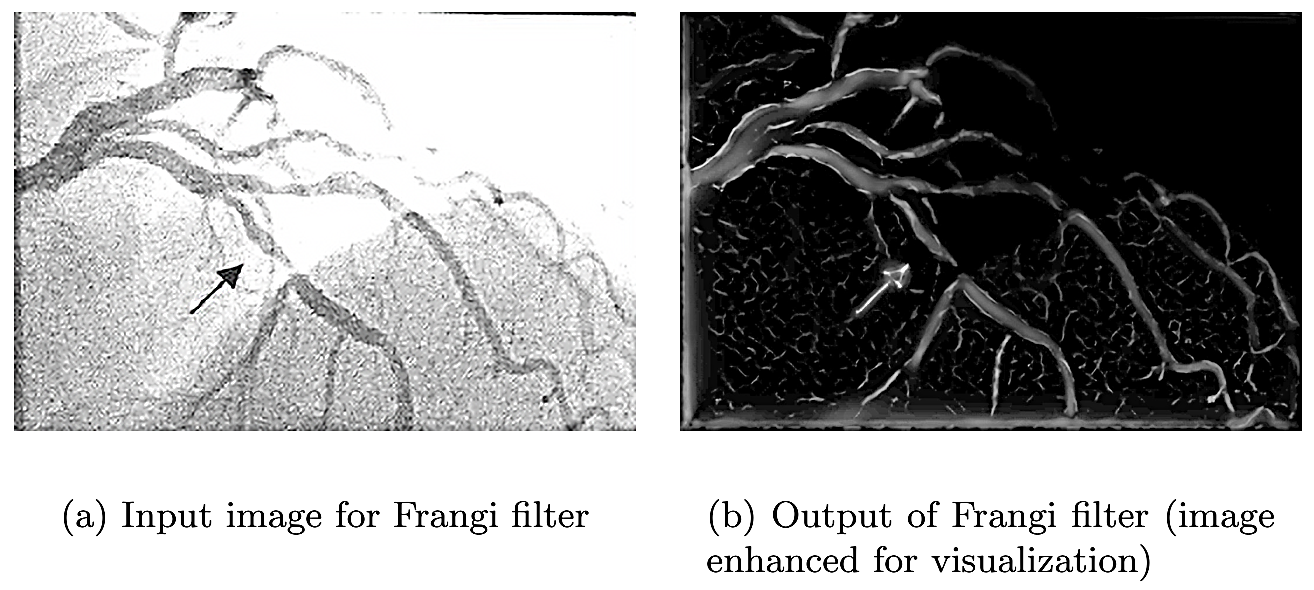 (a) Input image for Frangi filter
(b) Output of Frangi filter (image
enhanced for visualization)